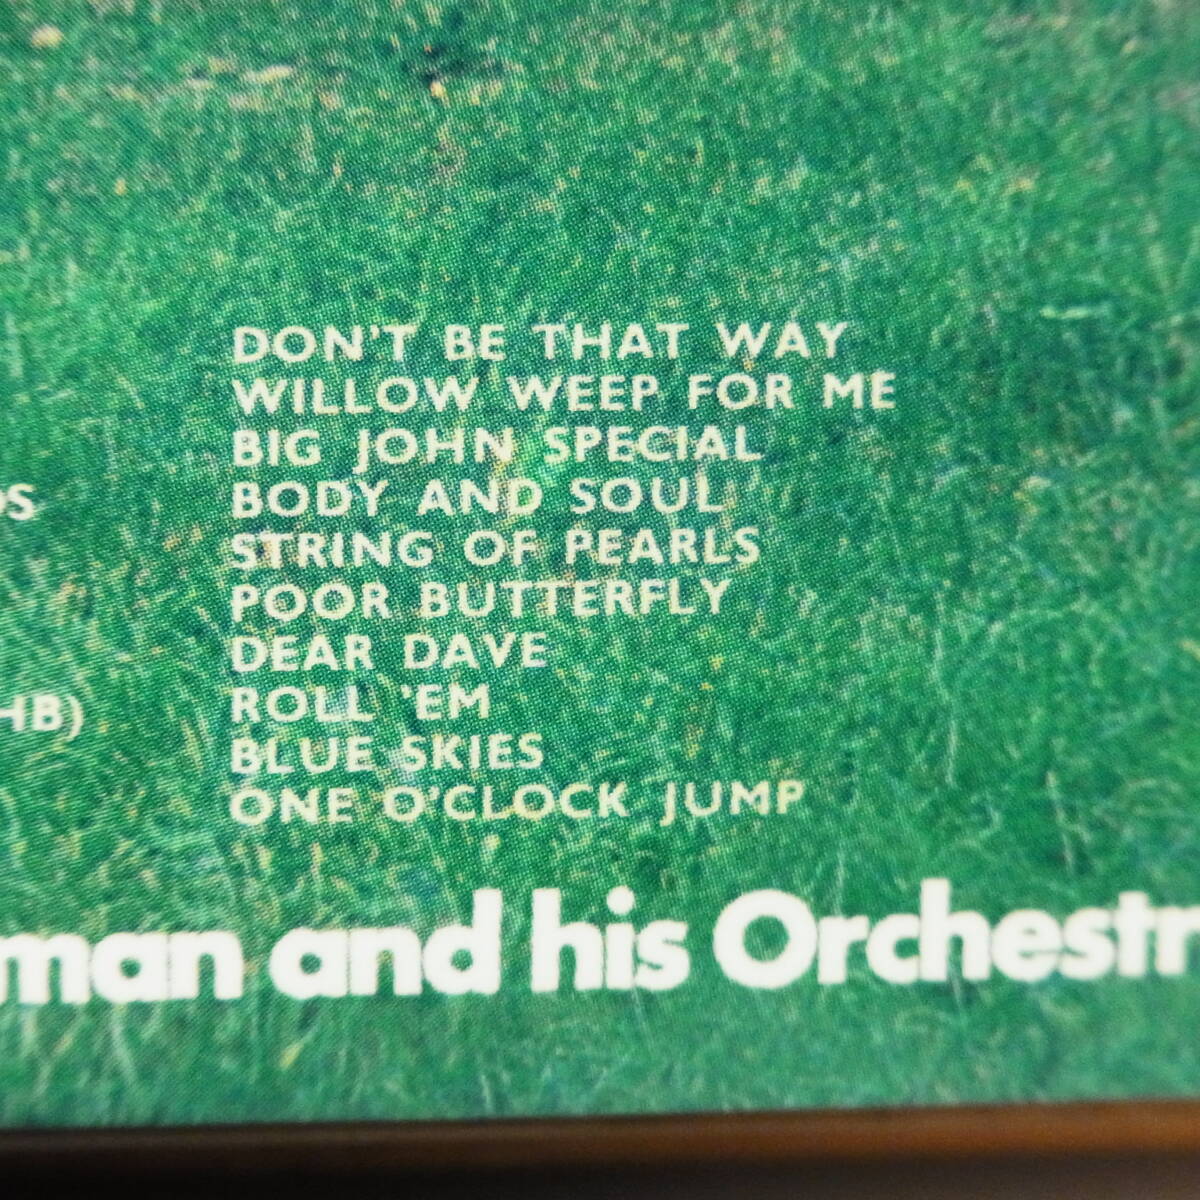 DON'T BE THAT WAY
WILLOW WEEP FOR ME
BIG JOHN SPECIAL
BODY AND SOUL
STRING OF PEARLS
POOR BUTTERFLY
DEAR DAVE
ROLL 'EM
BLUE SKIES
ONE O'CLOCK JUMP
HB)
man and his Orchestr